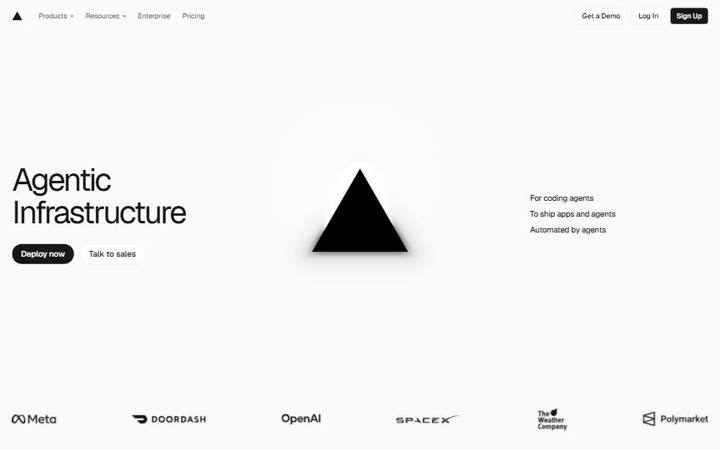 Products
Resources
Enterprise
Pricing
Get a Demo
Log In
Sign Up
Agentic
Infrastructure
Deploy now
Talk to sales
For coding agents
To ship apps and agents
Automated by agents
Meta
DOORDASH
OpenAI
SPACEX
The
Weather
Company
Polymarket